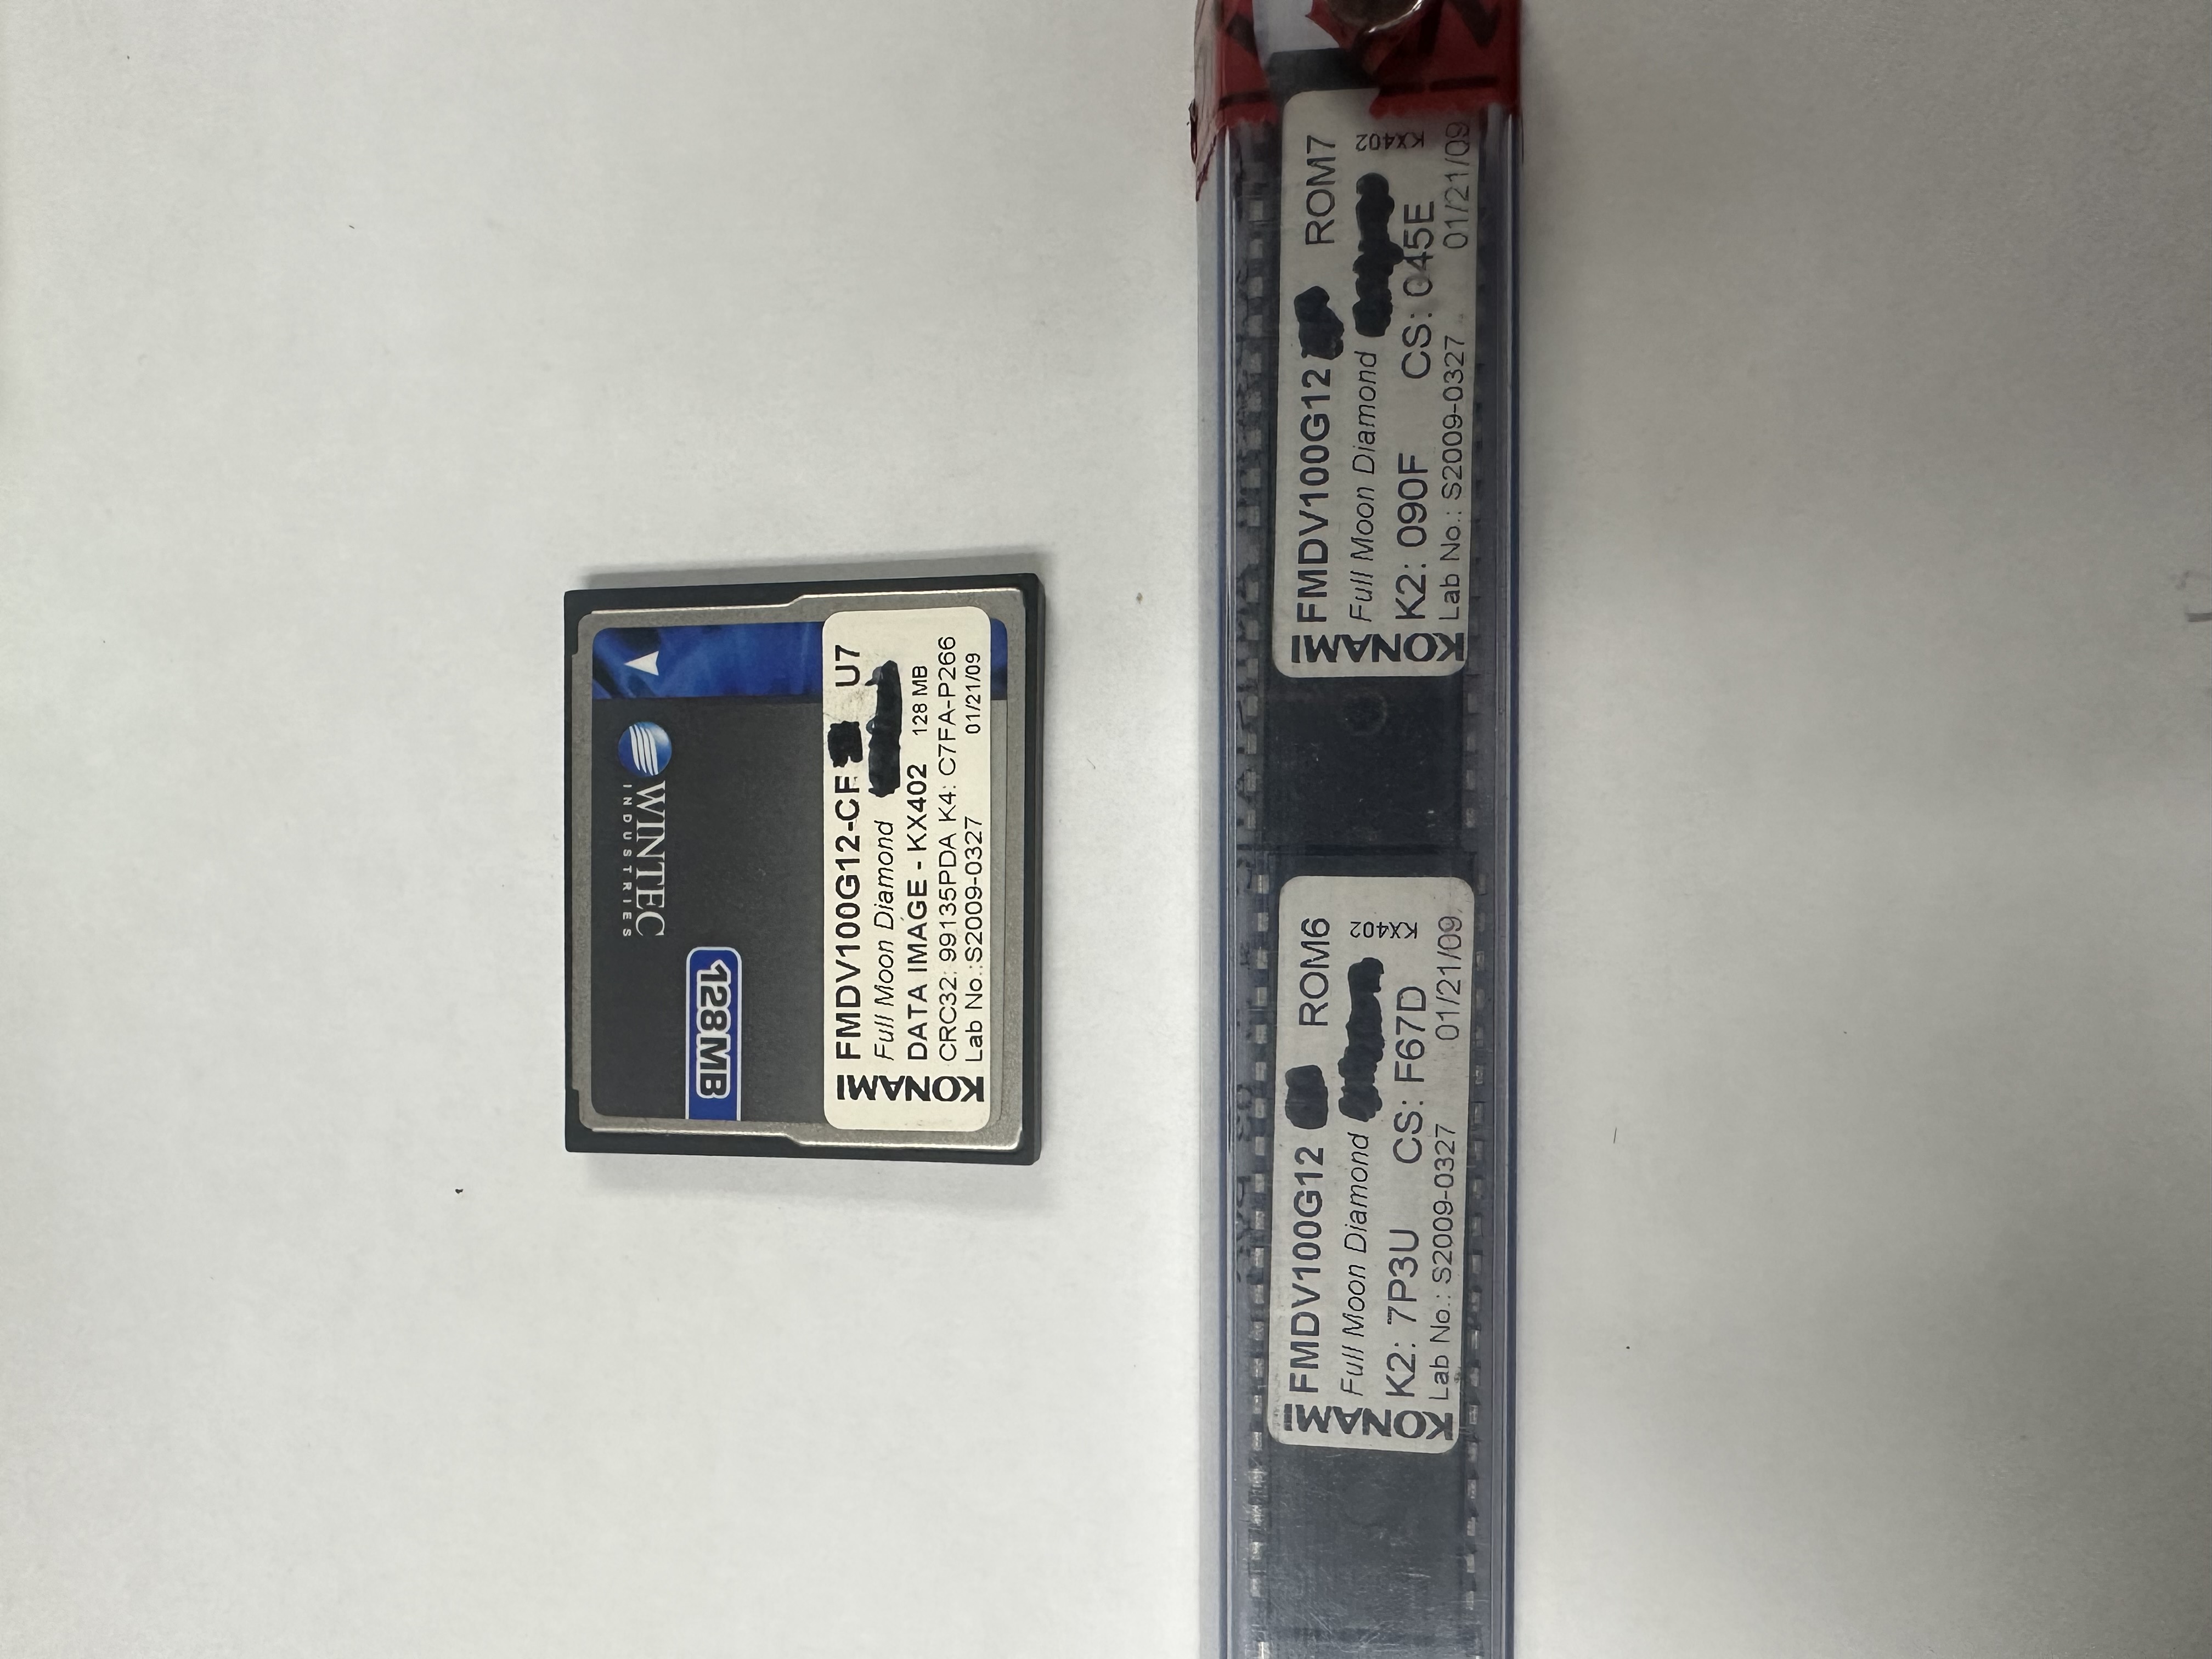 WINTEC
INDUSTRIES
128MB
KONAMI
FMDV100G12-CF U7
Full Moon Diamond
DATA IMAGE - KX402 128 MB
CRC32: 99135PDA K4: C7FA-P266
Lab No.:S2009-0327 01/21/09
KONAMI
FMDV100G12 ROM7
Full Moon Diamond KX402
K2: 090F CS: 045E
Lab No.: S2009-0327 01/21/09
KONAMI
FMDV100G12 ROM6
Full Moon Diamond KX402
K2: 7P3U CS: F67D
Lab No.: S2009-0327 01/21/09